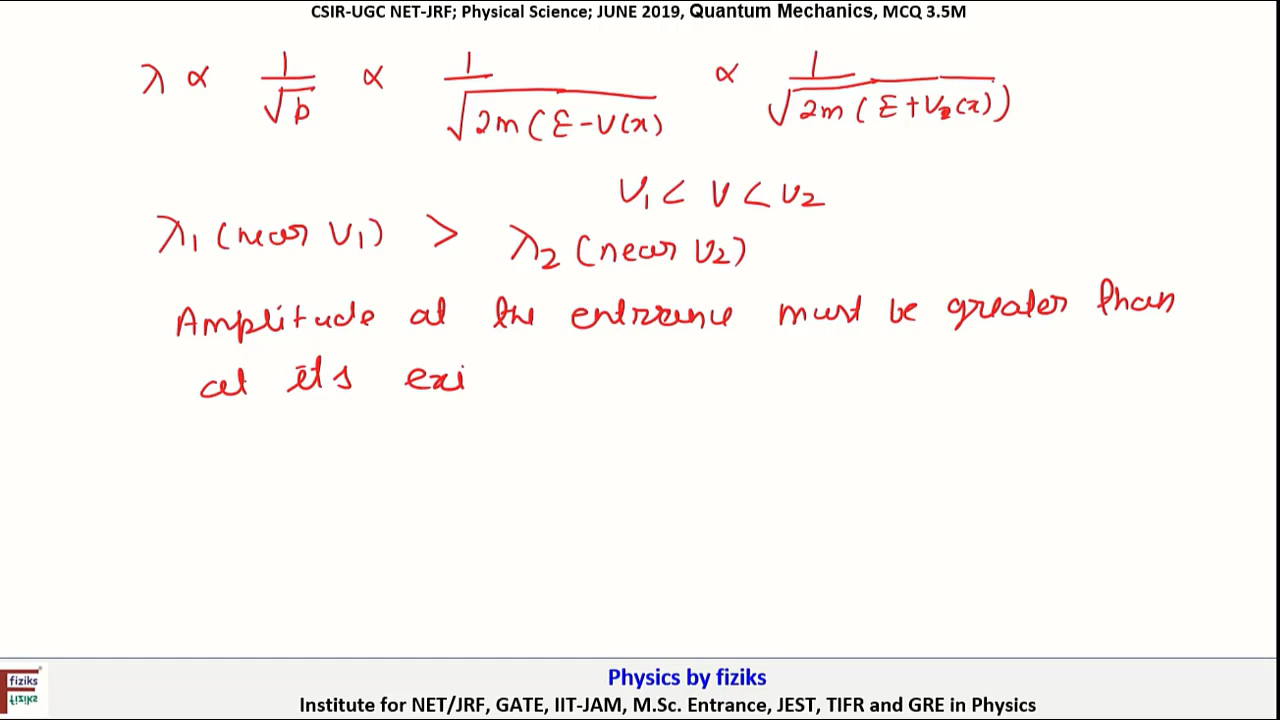 CSIR-UGC NET-JRF; Physical Science; JUNE 2019, Quantum Mechanics, MCQ 3.5M
λ ∝ 1/√p ∝ 1/√2m(E-V(x) ∝ 1/√2m(E+V₂(x))
V₁ < V < V₂
λ₁ (near V₁) > λ₂ (near V₂)
Amplitude at the entrance must be greater than
at its exi
fiziks
Physics by fiziks
Institute for NET/JRF, GATE, IIT-JAM, M.Sc. Entrance, JEST, TIFR and GRE in Physics